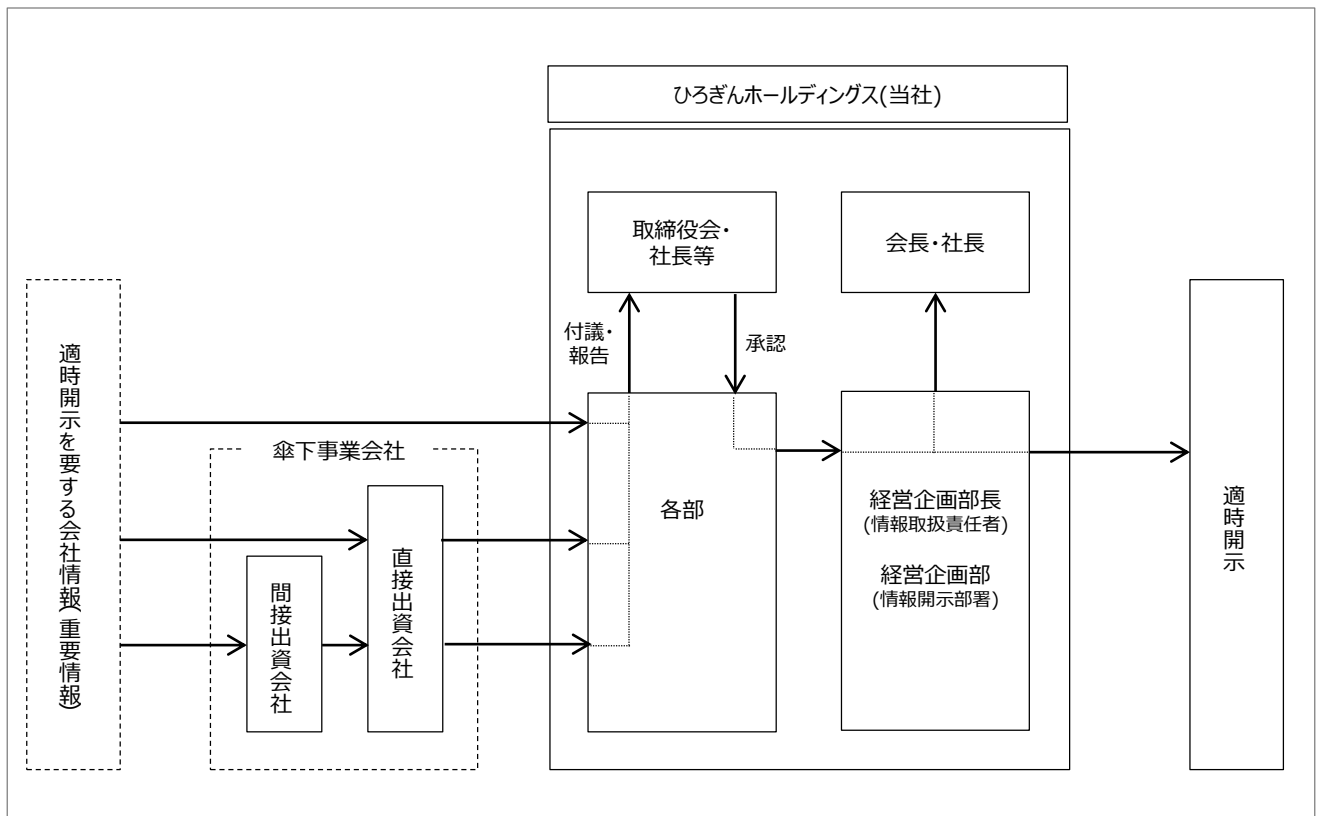 ひろぎんホールディングス(当社)
取締役会・
社長等
会長・社長
付議・
報告
承認
適時開示を要する会社情報(重要情報)
傘下事業会社
間接出資会社
直接出資会社
各部
経営企画部長
(情報取扱責任者)
経営企画部
(情報開示部署)
適時開示